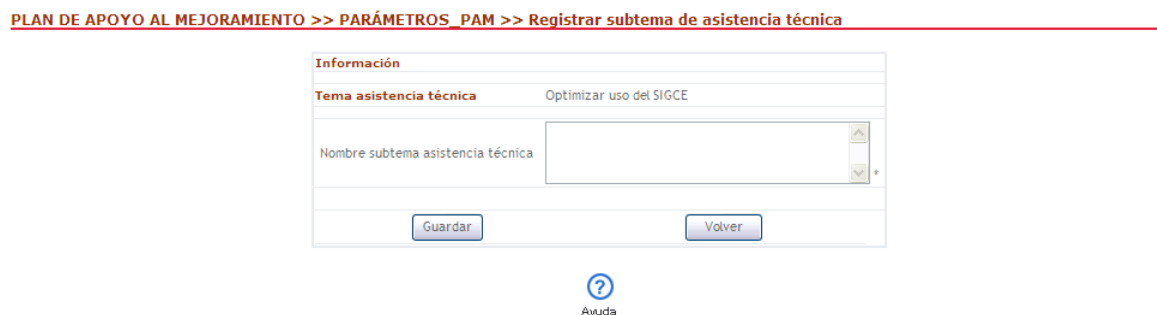 PLAN DE APOYO AL MEJORAMIENTO >> PARÁMETROS_PAM >> Registrar subtema de asistencia técnica
Información
Tema asistencia técnica Optimizar uso del SIGCE
Nombre subtema asistencia técnica *
Guardar Volver
Ayuda